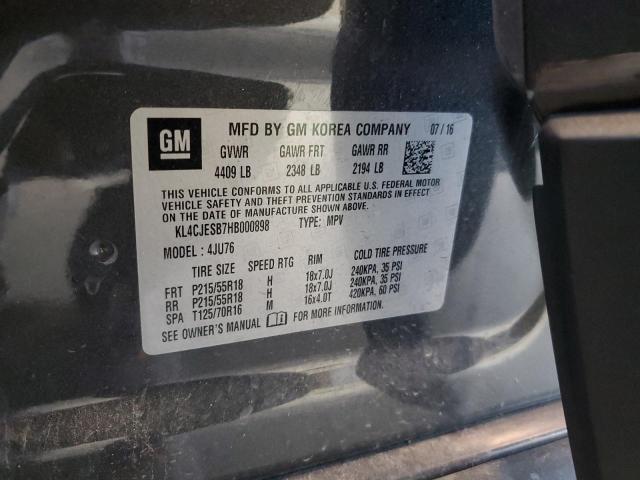 GM MFD BY GM KOREA COMPANY 07/16
GVWR GAWR FRT GAWR RR
4409 LB 2348 LB 2194 LB
THIS VEHICLE CONFORMS TO ALL APPLICABLE U.S. FEDERAL MOTOR
VEHICLE SAFETY AND THEFT PREVENTION STANDARDS IN EFFECT
ON THE DATE OF MANUFACTURE SHOWN ABOVE.
KL4CJESB7HB000898 TYPE: MPV
MODEL : 4JU76
TIRE SIZE SPEED RTG RIM COLD TIRE PRESSURE
FRT P215/55R18 H 18x7.0J 240KPA, 35 PSI
RR P215/55R18 H 18x7.0J 240KPA, 35 PSI
SPA T125/70R16 M 16x4.0T 420KPA, 60 PSI
SEE OWNER'S MANUAL FOR MORE INFORMATION.